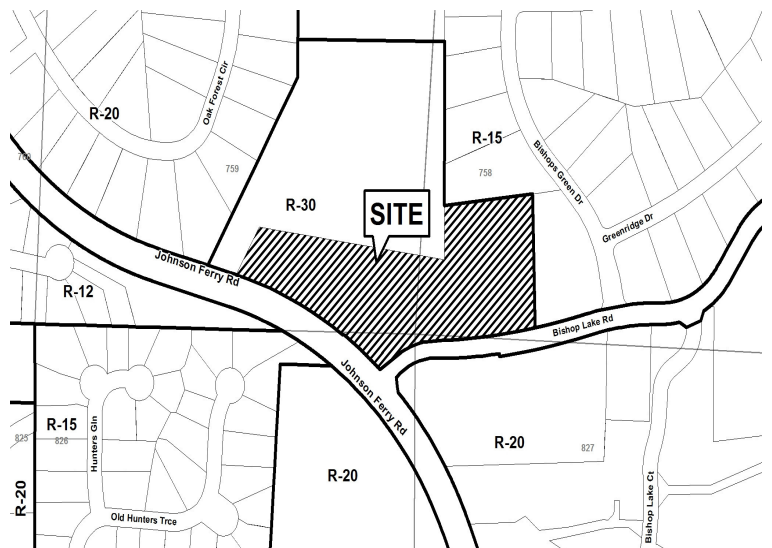 Oak Forest Cir
R-20
R-15
Bishops Green Dr
763
759
758
R-30
SITE
Greenridge Dr
Johnson Ferry Rd
R-12
Bishop Lake Rd
Johnson Ferry Rd
Hunters Gln
R-15
825
826
R-20
827
R-20
R-20
Old Hunters Trce
Bishop Lake Ct